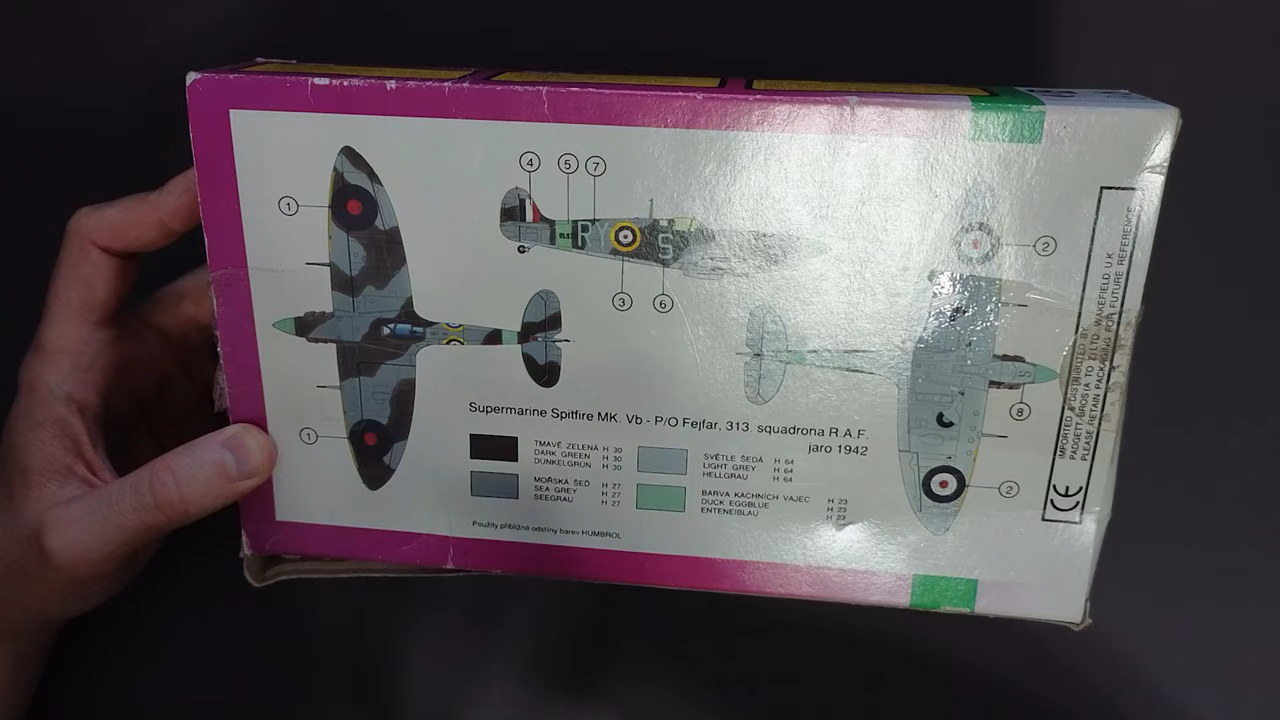 1
4
5
7
RY
S
3
6
2
1
8
2
S
Supermarine Spitfire MK. Vb - P/O Fejfar, 313. squadrona R.A.F.
jaro 1942
TMAVĚ ZELENÁ H 30
DARK GREEN H 30
DUNKELGRÜN H 30
MOŘSKÁ ŠEĎ H 27
SEA GREY H 27
SEEGRAU H 27
SVĚTLE ŠEDÁ H 64
LIGHT GREY H 64
HELLGRAU H 64
BARVA KACHNÍCH VAJEC H 23
DUCK EGGBLUE H 23
ENTENEIBLAU H 23
Použity přibližné odstíny barev HUMBROL
IMPORTED & DISTRIBUTED BY
PADGETT BROS(A TO Z)LTD. WAKEFIELD U.K.
PLEASE RETAIN PACKAGING FOR FUTURE REFERENCE.
CE